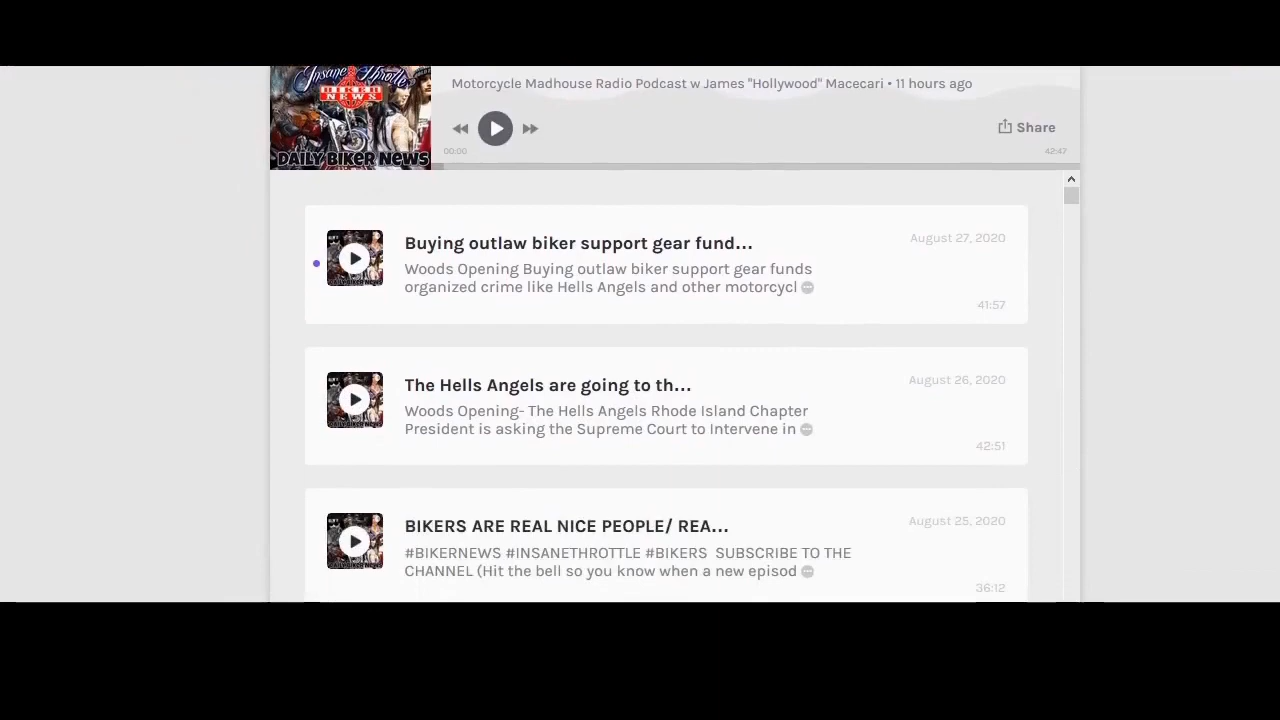 Insane Throttle
BIKER
NEWS
DAILY BIKER NEWS
Motorcycle Madhouse Radio Podcast w James "Hollywood" Macecari • 11 hours ago
Share
00:00
42:47
Buying outlaw biker support gear fund...
August 27, 2020
Woods Opening Buying outlaw biker support gear funds
organized crime like Hells Angels and other motorcycl
41:57
The Hells Angels are going to th...
August 26, 2020
Woods Opening- The Hells Angels Rhode Island Chapter
President is asking the Supreme Court to Intervene in
42:51
BIKERS ARE REAL NICE PEOPLE/ REA...
August 25, 2020
#BIKERNEWS #INSANETHROTTLE #BIKERS SUBSCRIBE TO THE
CHANNEL (Hit the bell so you know when a new episod
36:12